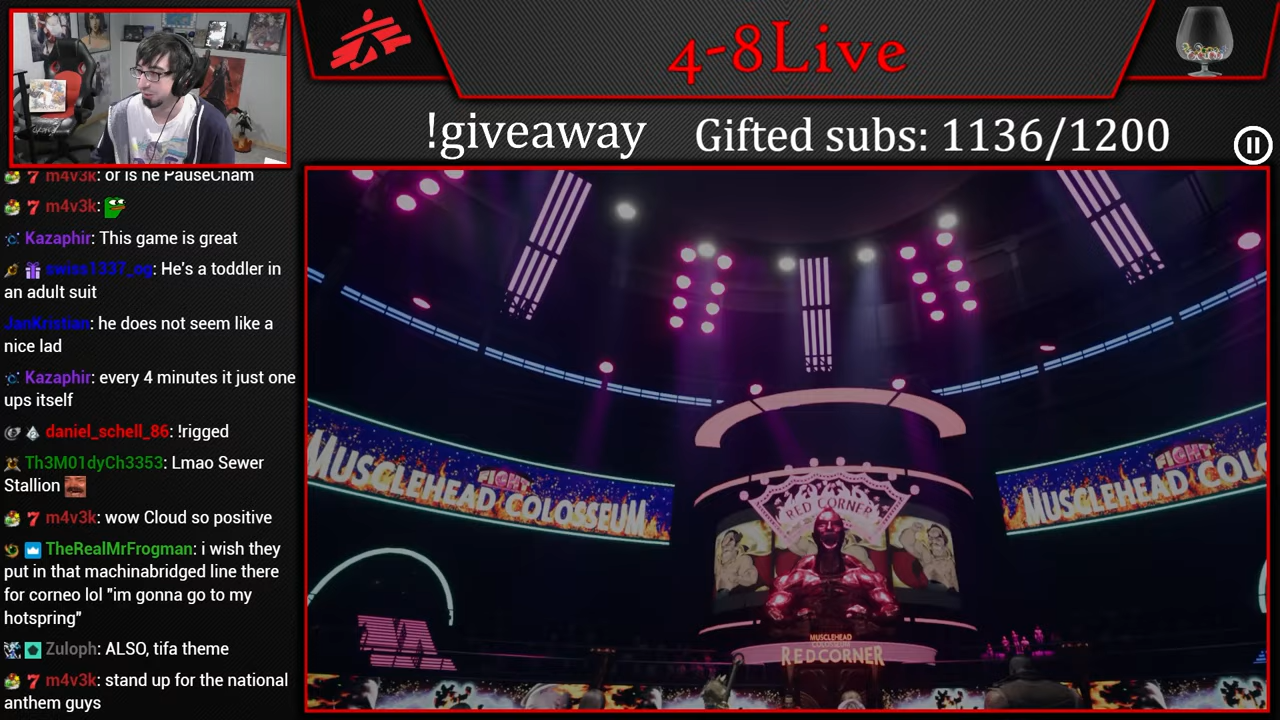 4-8Live
!giveaway
Gifted subs: 1136/1200
m4v3k: or is he PauseCham
m4v3k:
Kazaphir: This game is great
swiss1337_og: He's a toddler in
an adult suit
JanKristian: he does not seem like a
nice lad
Kazaphir: every 4 minutes it just one
ups itself
daniel_schell_86: !rigged
Th3M01dyCh3353: Lmao Sewer
Stallion
m4v3k: wow Cloud so positive
TheRealMrFrogman: i wish they
put in that machinabridged line there
for corneo lol "im gonna go to my
hotspring"
Zuloph: ALSO, tifa theme
m4v3k: stand up for the national
anthem guys
FIGHT
MUSCLEHEAD COLOSSEUM
RED CORNER
MUSCLEHEAD
COLOSSEUM
RED CORNER
FIGHT
MUSCLEHEAD COLO